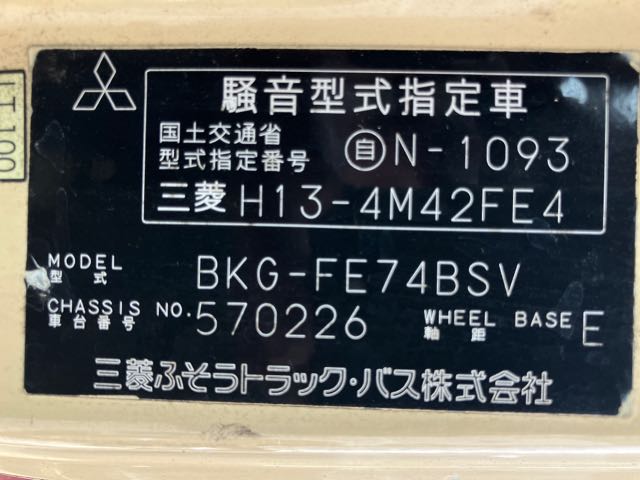 騒音型式指定車
国土交通省
型式指定番号 自N-1093
三菱 H13-4M42FE4
MODEL
型式 BKG-FE74BSV
CHASSIS NO. 570226 WHEEL BASE E
車台番号 軸距
三菱ふそうトラック・バス株式会社
LT100